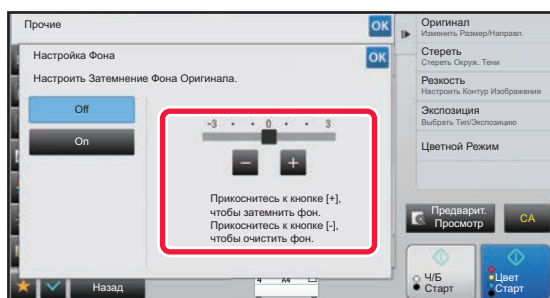 Прочие
OK
Настройка Фона
OK
Настроить Затемнение Фона Оригинала.
Off
On
-3 • • 0 • • 3
− +
Прикоснитесь к кнопке [+],
чтобы затемнить фон.
Прикоснитесь к кнопке [-],
чтобы очистить фон.
Назад
4 A4
Оригинал
Изменить Размер/Направл.
Стереть
Стереть Окруж. Тени
Резкость
Настроить Контур Изображения
Экспозиция
Выбрать Тип/Экспозицию
Цветной Режим
Предварит.
Просмотр
CA
Ч/Б
Старт
Цвет
Старт